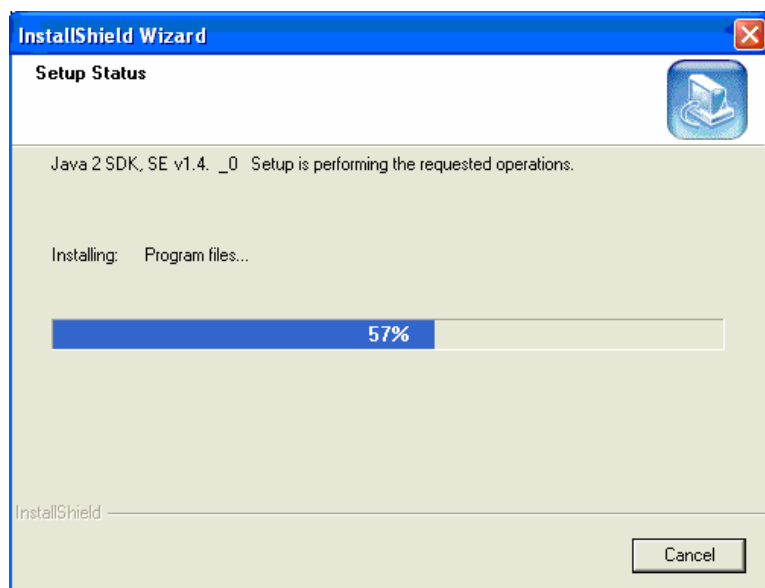 InstallShield Wizard
Setup Status
Java 2 SDK, SE v1.4. _0 Setup is performing the requested operations.
Installing: Program files...
57%
InstallShield
Cancel